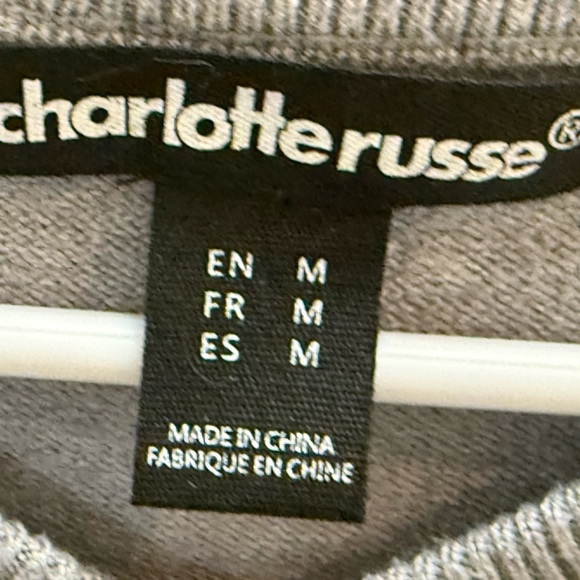 charlotte russe®
EN M
FR M
ES M
MADE IN CHINA
FABRIQUE EN CHINE